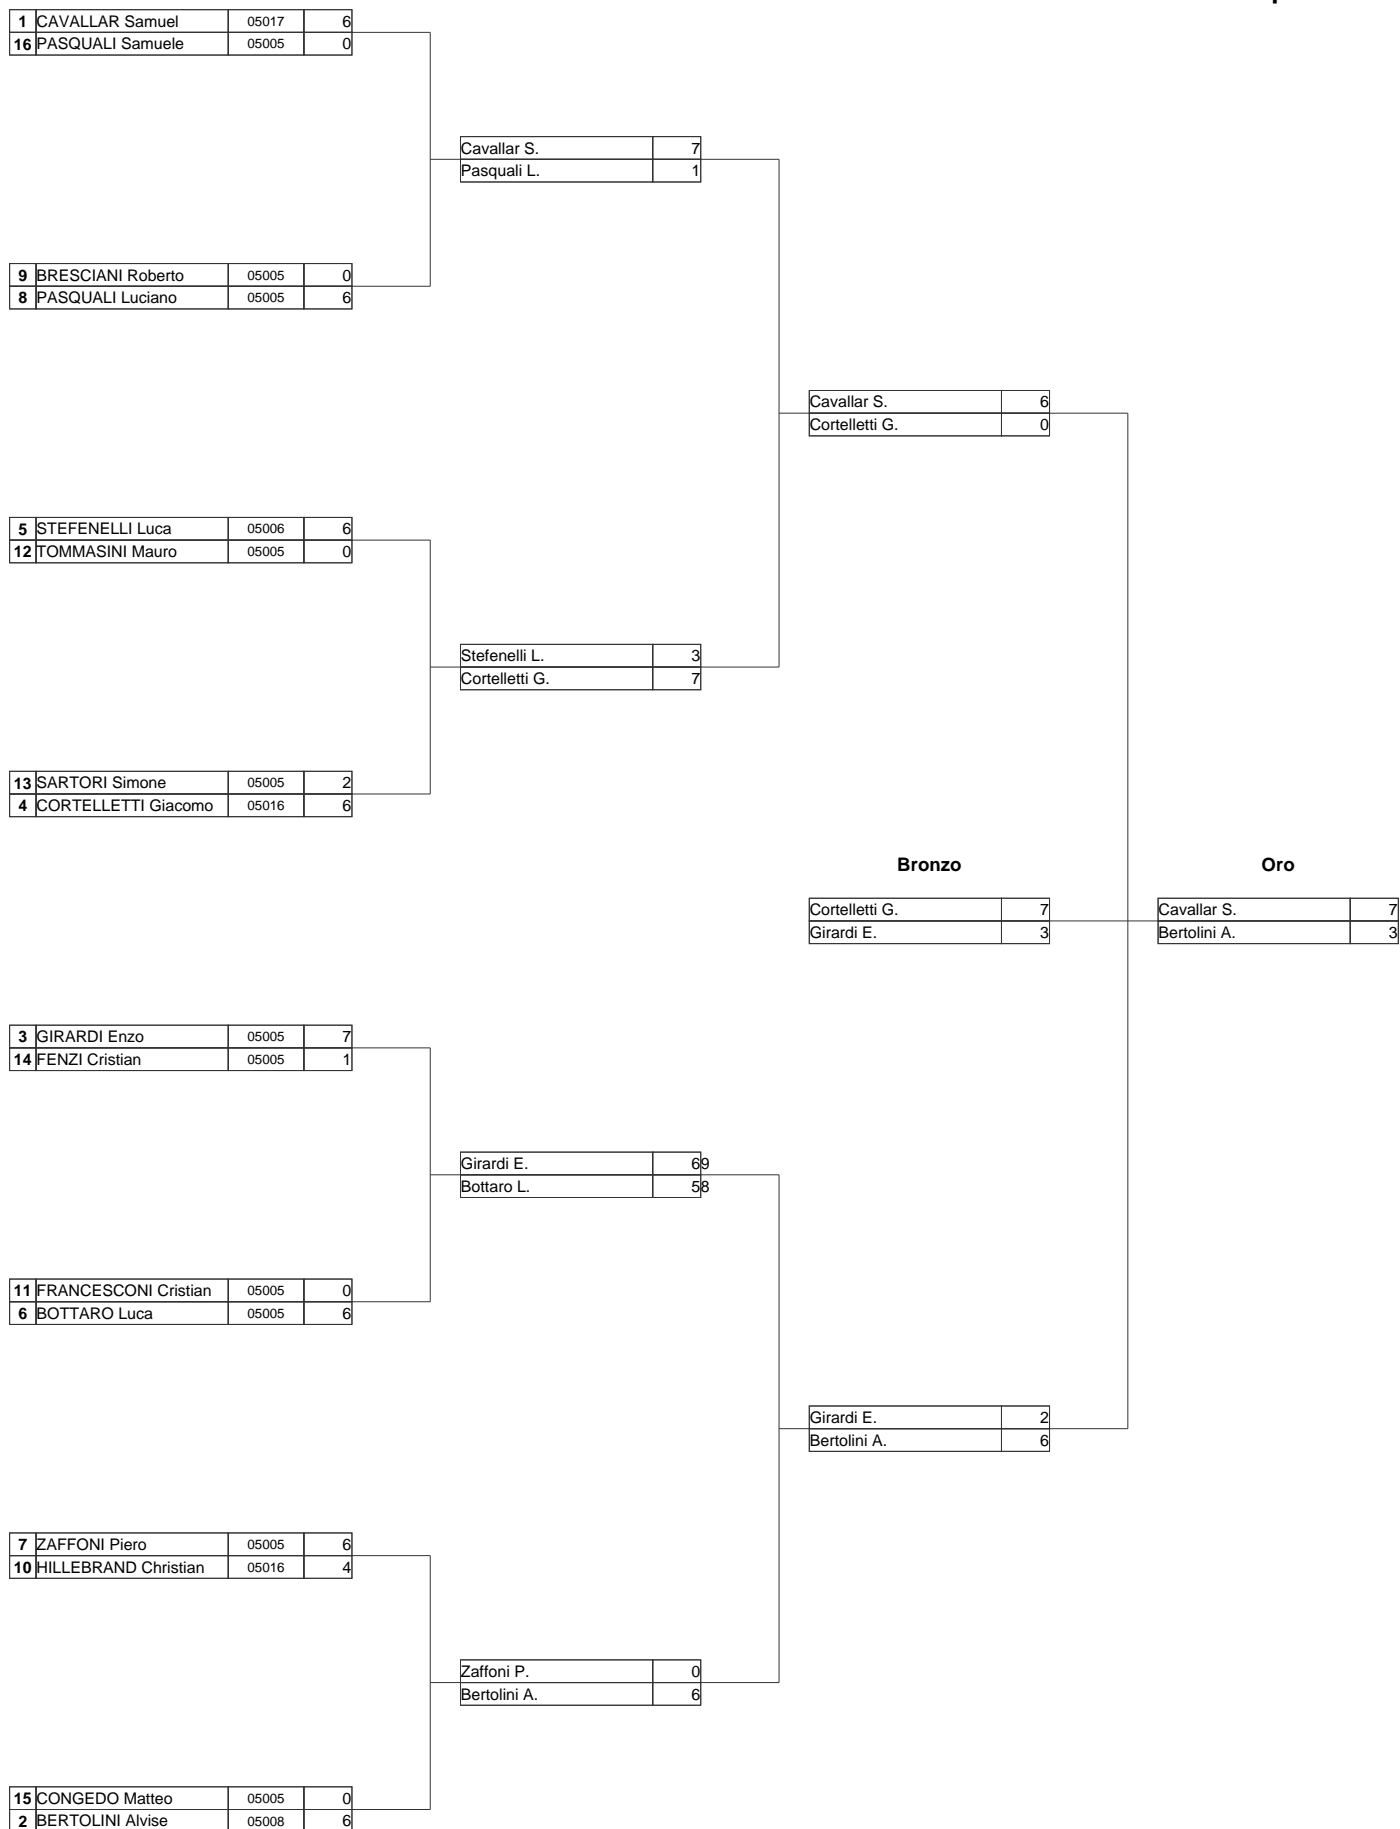 1 CAVALLAR Samuel 05017 6
16 PASQUALI Samuele 05005 0
Cavallar S. 7
Pasquali L. 1
9 BRESCIANI Roberto 05005 0
8 PASQUALI Luciano 05005 6
Cavallar S. 6
Cortelletti G. 0
5 STEFENELLI Luca 05006 6
12 TOMMASINI Mauro 05005 0
Stefenelli L. 3
Cortelletti G. 7
13 SARTORI Simone 05005 2
4 CORTELLETTI Giacomo 05016 6
Bronzo Oro
Cortelletti G. 7 Cavallar S. 7
Girardi E. 3 Bertolini A. 3
3 GIRARDI Enzo 05005 7
14 FENZI Cristian 05005 1
Girardi E. 6 9
Bottaro L. 5 8
11 FRANCESCONI Cristian 05005 0
6 BOTTARO Luca 05005 6
Girardi E. 2
Bertolini A. 6
7 ZAFFONI Piero 05005 6
10 HILLEBRAND Christian 05016 4
Zaffoni P. 0
Bertolini A. 6
15 CONGEDO Matteo 05005 0
2 BERTOLINI Alvise 05008 6